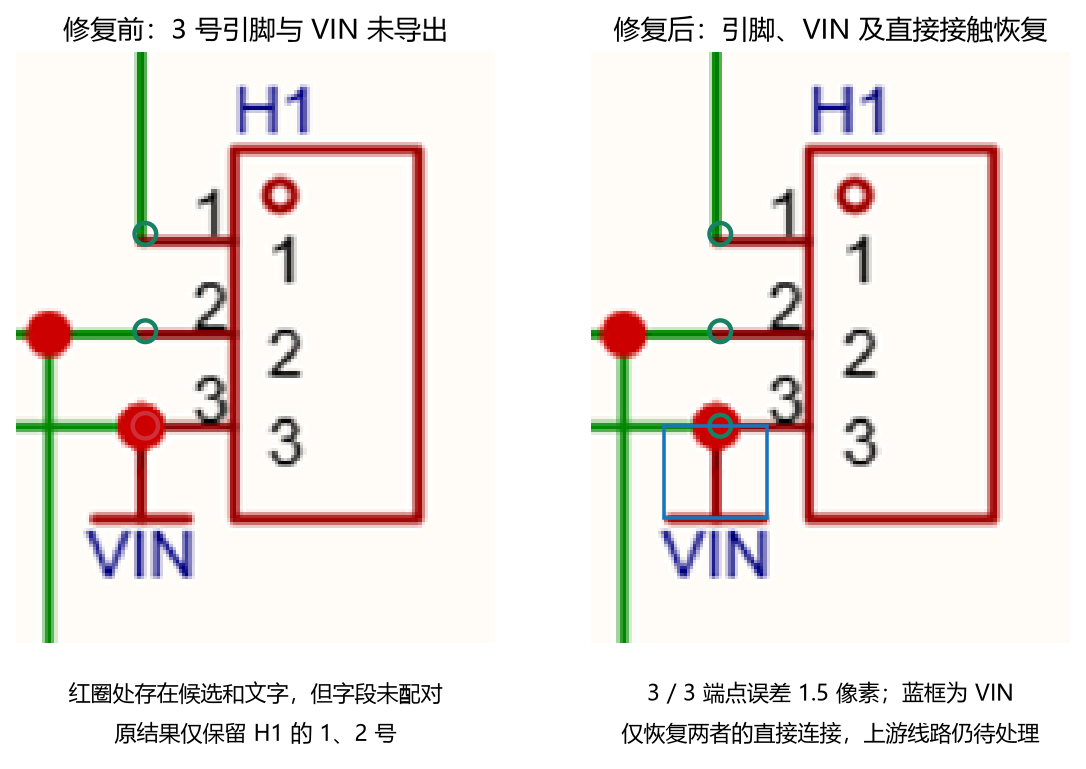 修复前：3 号引脚与 VIN 未导出
修复后：引脚、VIN 及直接接触恢复
H1
1
1
2
2
3
3
VIN
H1
1
1
2
2
3
3
VIN
红圈处存在候选和文字，但字段未配对
原结果仅保留 H1 的 1、2 号
3 / 3 端点误差 1.5 像素；蓝框为 VIN
仅恢复两者的直接连接，上游线路仍待处理